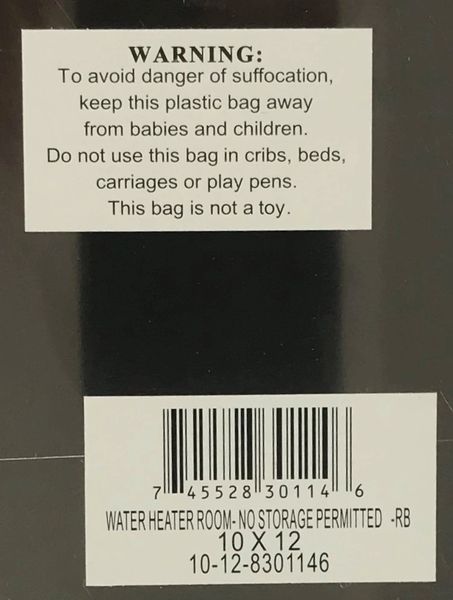 WARNING:
To avoid danger of suffocation,
keep this plastic bag away
from babies and children.
Do not use this bag in cribs, beds,
carriages or play pens.
This bag is not a toy.
7 45528 30114 6
WATER HEATER ROOM- NO STORAGE PERMITTED -RB
10 X 12
10-12-8301146